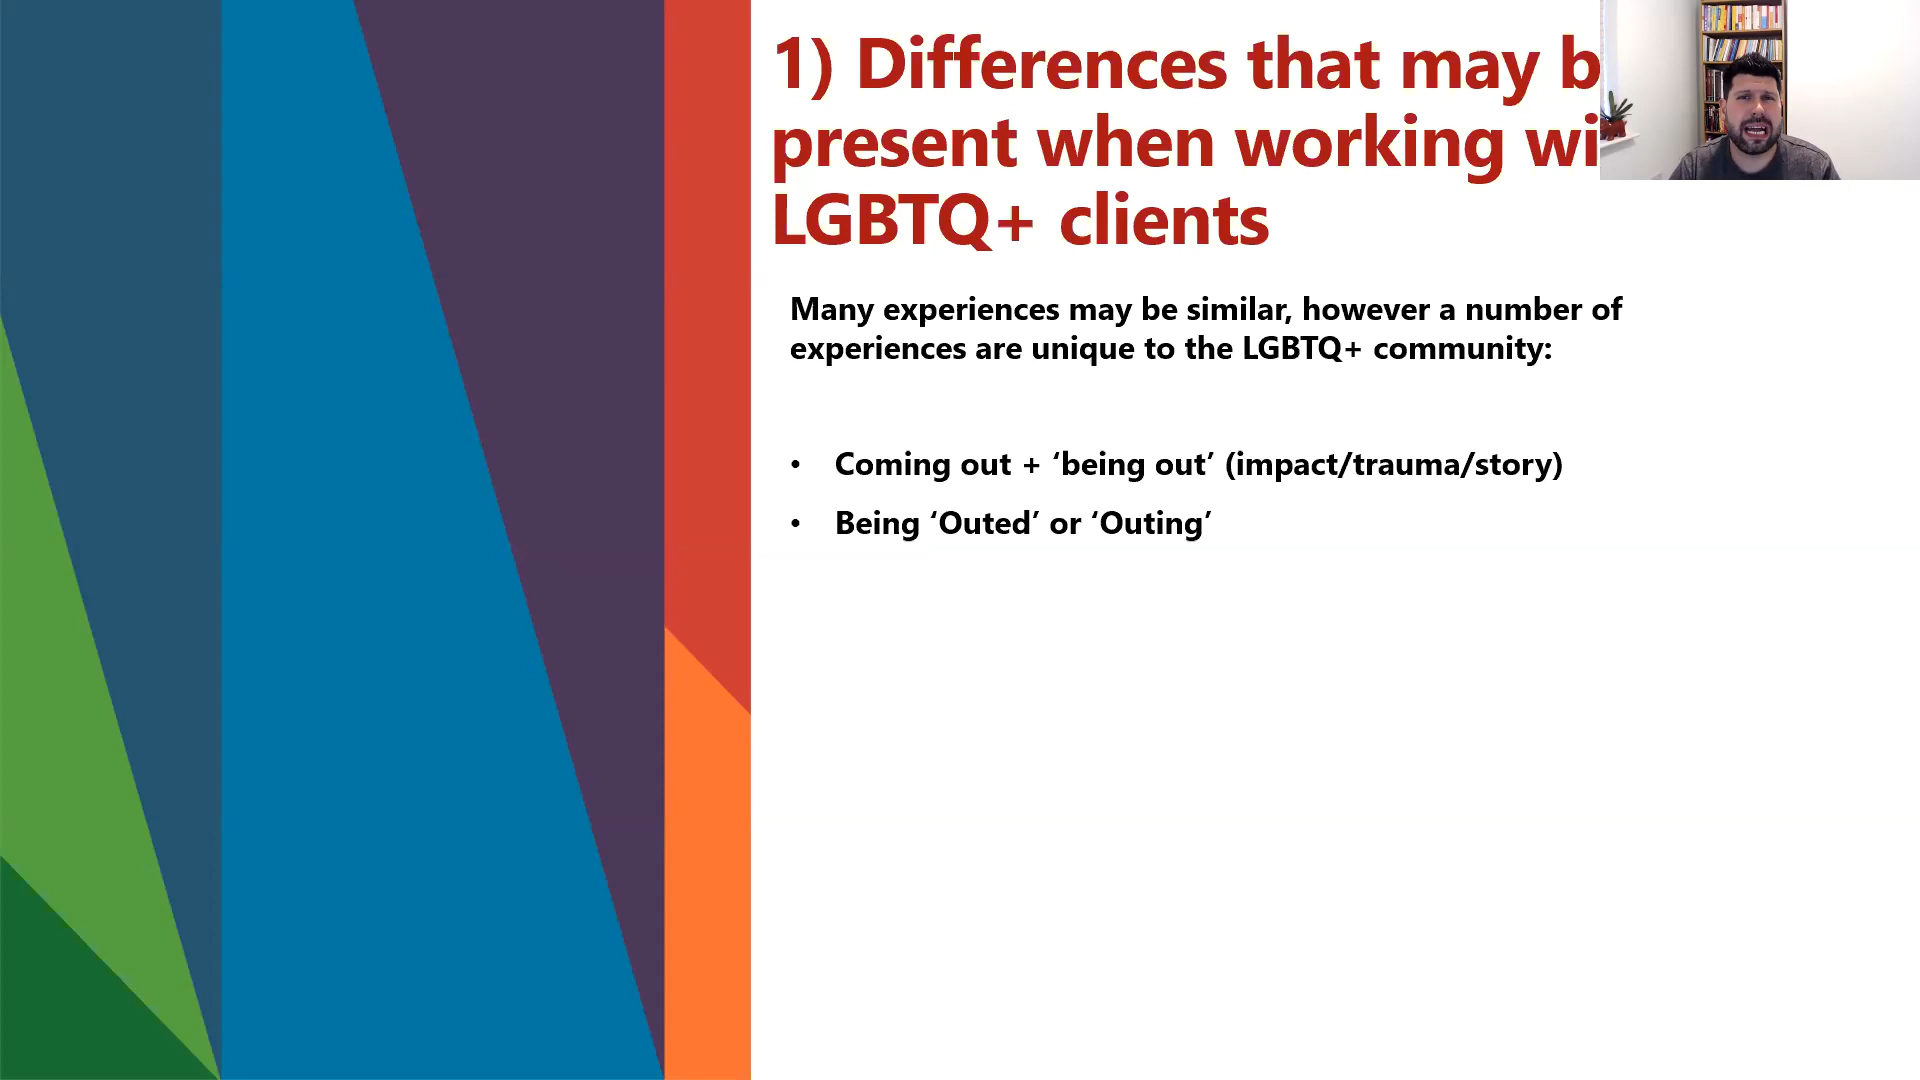 1) Differences that may b
present when working wi
LGBTQ+ clients
Many experiences may be similar, however a number of
experiences are unique to the LGBTQ+ community:
• Coming out + ‘being out’ (impact/trauma/story)
• Being ‘Outed’ or ‘Outing’